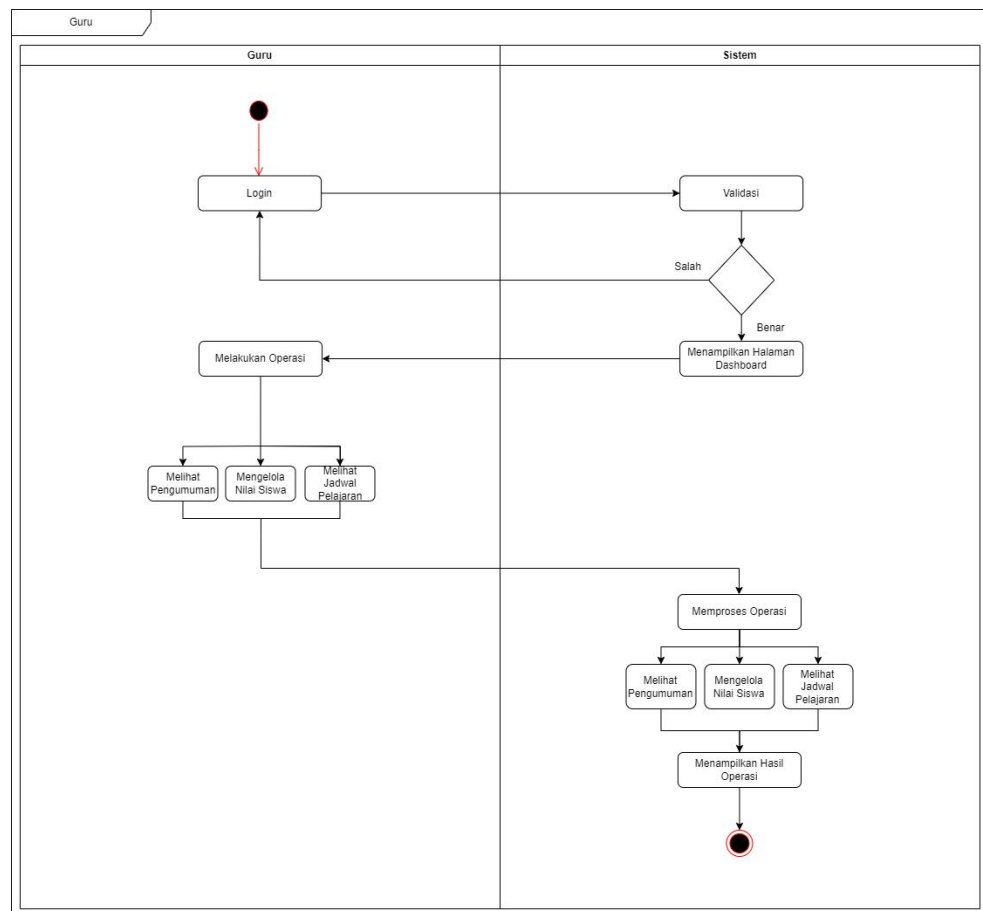 Guru
Guru
Sistem
Login
Validasi
Salah
Benar
Melakukan Operasi
Menampilkan Halaman
Dashboard
Melihat
Pengumuman
Mengelola
Nilai Siswa
Melihat
Jadwal
Pelajaran
Memproses Operasi
Melihat
Pengumuman
Mengelola
Nilai Siswa
Melihat
Jadwal
Pelajaran
Menampilkan Hasil
Operasi